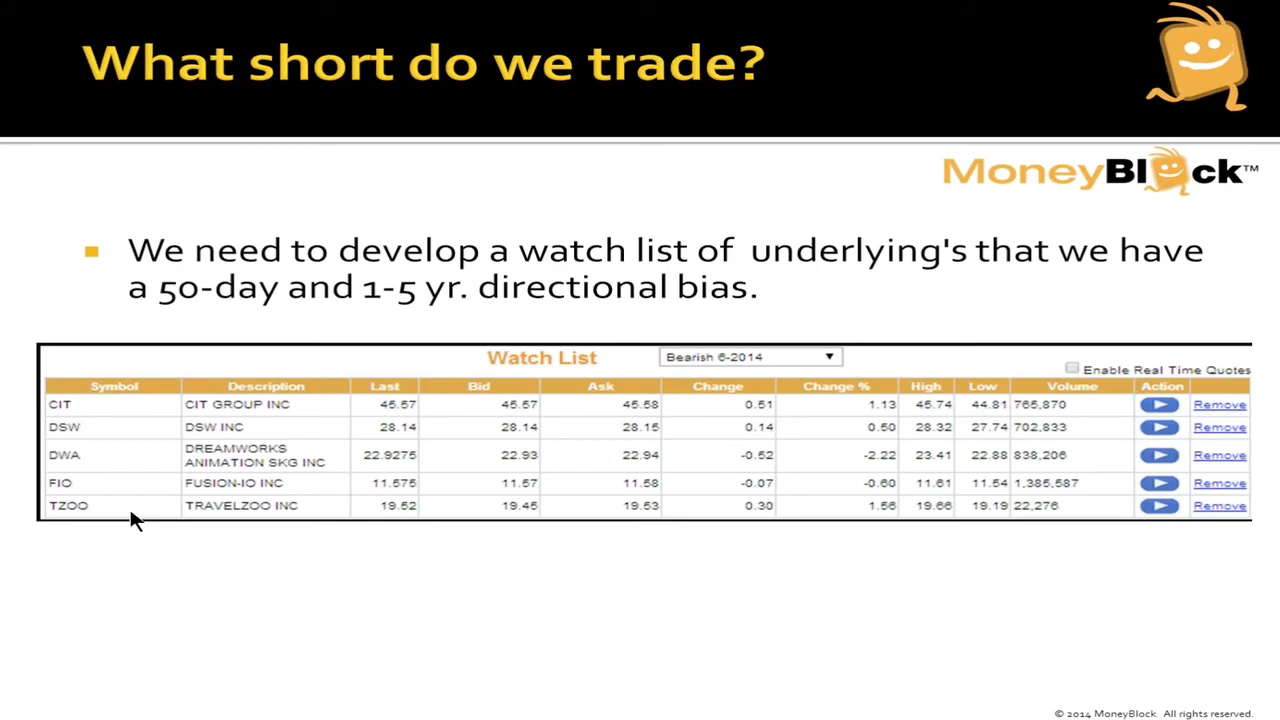 What short do we trade?
MoneyBlock™
We need to develop a watch list of underlying's that we have
a 50-day and 1-5 yr. directional bias.
Watch List Bearish 6-2014
Enable Real Time Quotes
Symbol Description Last Bid Ask Change Change % High Low Volume Action
CIT CIT GROUP INC 45.57 45.57 45.58 0.51 1.13 45.74 44.81 765,870 Remove
DSW DSW INC 28.14 28.14 28.15 0.14 0.50 28.32 27.74 702,833 Remove
DWA DREAMWORKS ANIMATION SKG INC 22.9275 22.93 22.94 -0.52 -2.22 23.41 22.88 838,206 Remove
FIO FUSION-IO INC 11.575 11.57 11.58 -0.07 -0.60 11.61 11.54 1,385,587 Remove
TZOO TRAVELZOO INC 19.52 19.45 19.53 0.30 1.56 19.66 19.19 22,276 Remove
© 2014 MoneyBlock. All rights reserved.